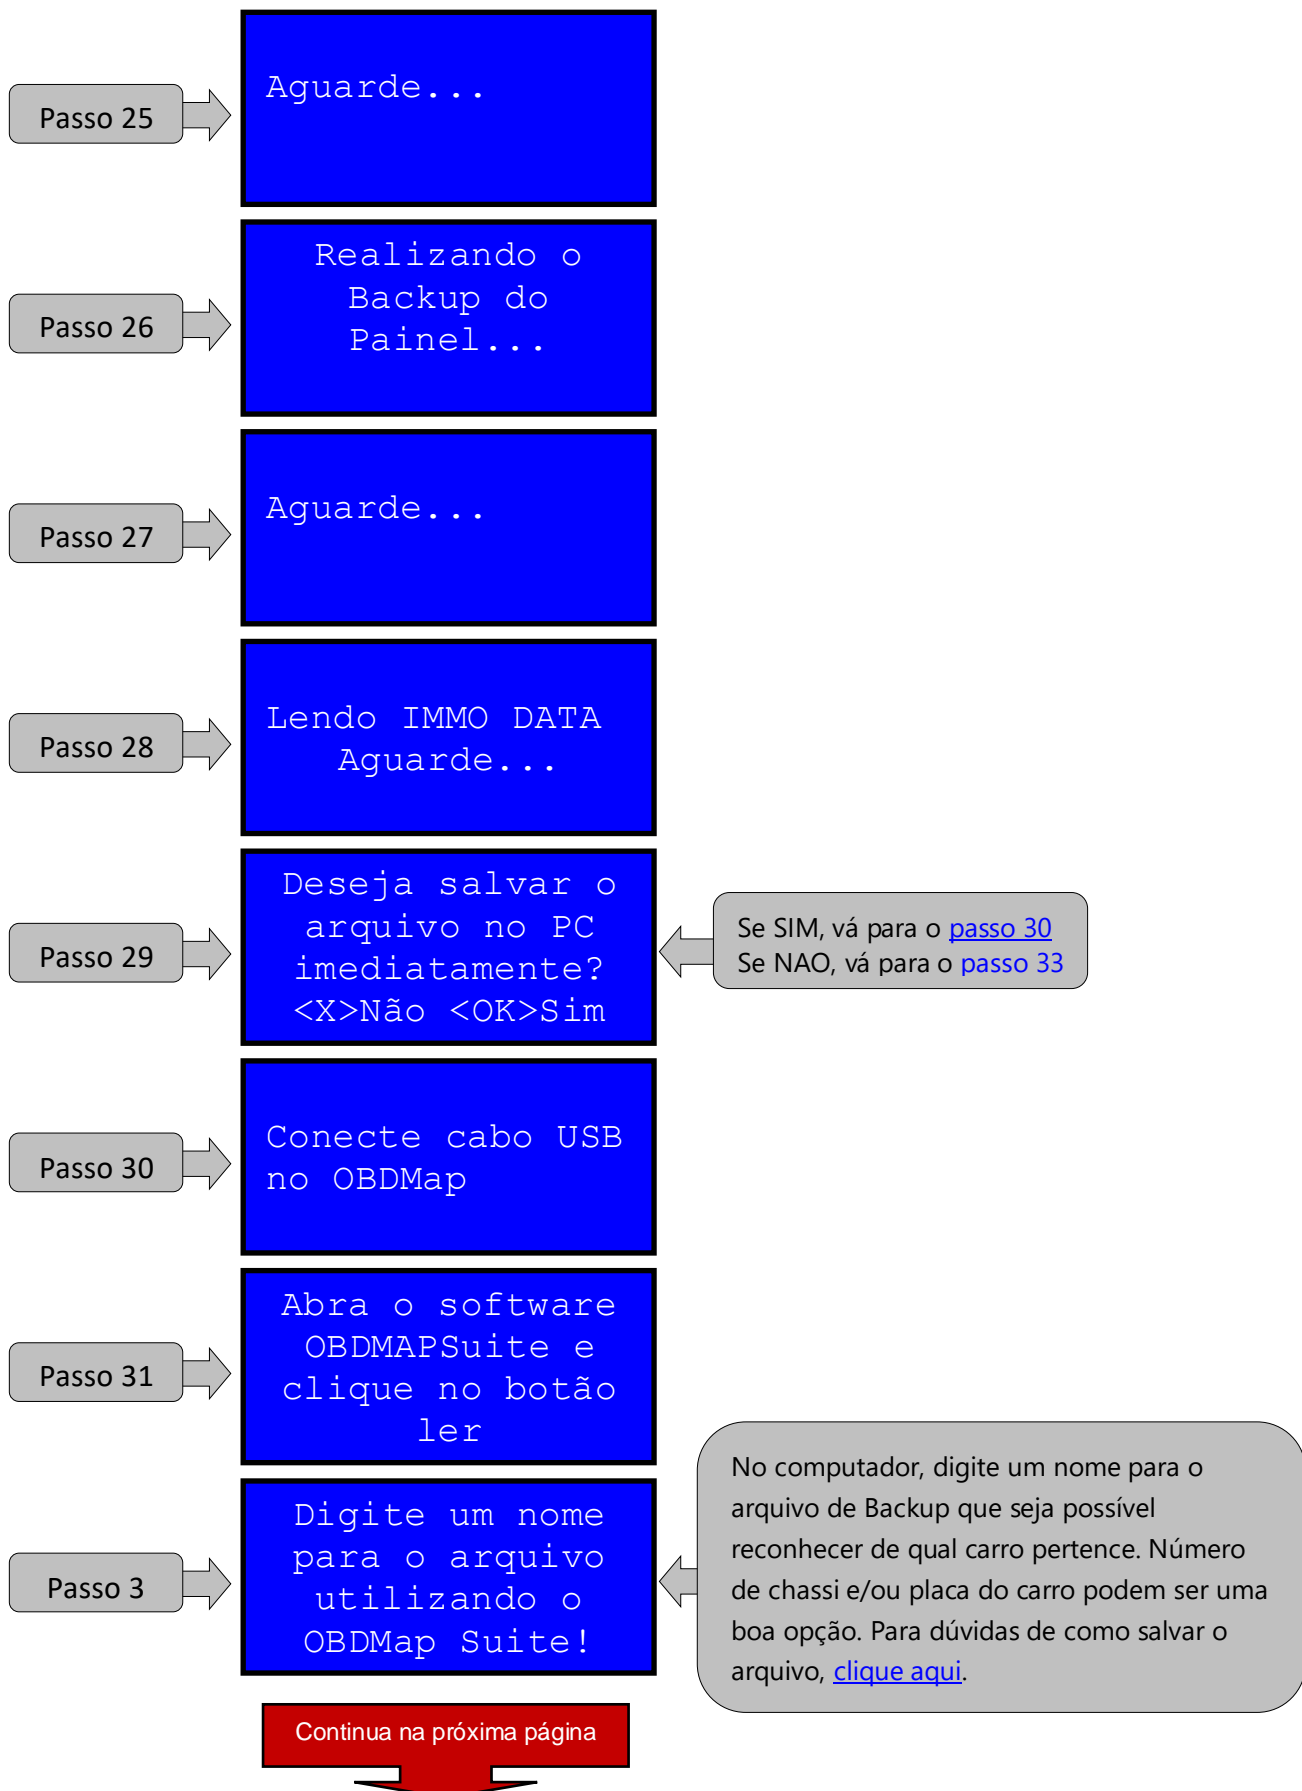 Passo 25
Aguarde...
Passo 26
Realizando o
Backup do
Painel...
Passo 27
Aguarde...
Passo 28
Lendo IMMO DATA
Aguarde...
Passo 29
Deseja salvar o
arquivo no PC
imediatamente?
<X>Não <OK>Sim
Se SIM, vá para o passo 30
Se NAO, vá para o passo 33
Passo 30
Conecte cabo USB
no OBDMap
Passo 31
Abra o software
OBDMAPSuite e
clique no botão
ler
Passo 3
Digite um nome
para o arquivo
utilizando o
OBDMap Suite!
No computador, digite um nome para o
arquivo de Backup que seja possível
reconhecer de qual carro pertence. Número
de chassi e/ou placa do carro podem ser uma
boa opção. Para dúvidas de como salvar o
arquivo, clique aqui.
Continua na próxima página